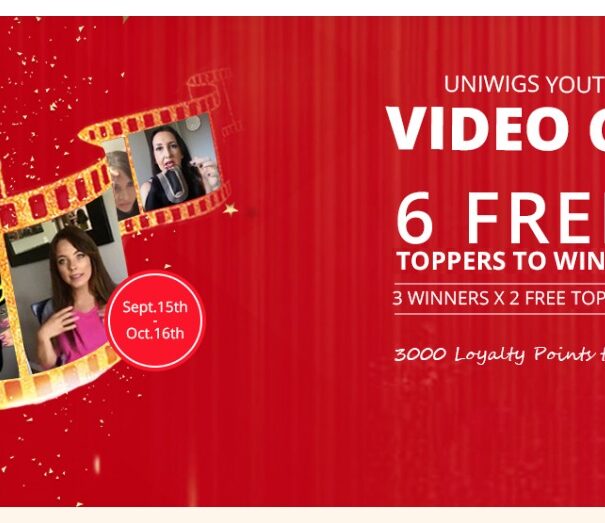 UNIWIGS YOUT
VIDEO
6 FRE
TOPPERS TO WIN
3 WINNERS X 2 FREE TOP
3000 Loyalty Points
Sept.15th
-
Oct.16th